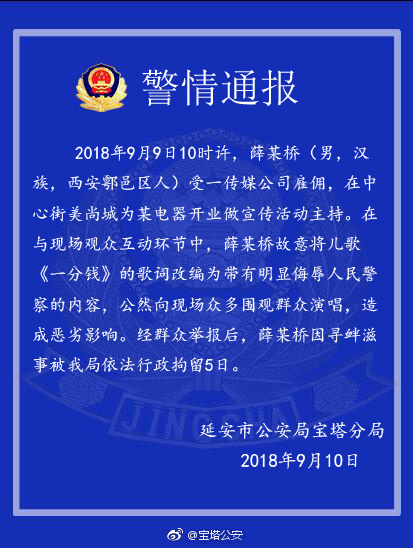 警情通报
2018年9月9日10时许，薛某桥（男，汉
族，西安鄠邑区人）受一传媒公司雇佣，在中
心街美尚城为某电器开业做宣传活动主持。在
与现场观众互动环节中，薛某桥故意将儿歌
《一分钱》的歌词改编为带有明显侮辱人民警
察的内容，公然向现场众多围观群众演唱，造
成恶劣影响。经群众举报后，薛某桥因寻衅滋
事被我局依法行政拘留5日。
JINGCHA
延安市公安局宝塔分局
2018年9月10日
@宝塔公安